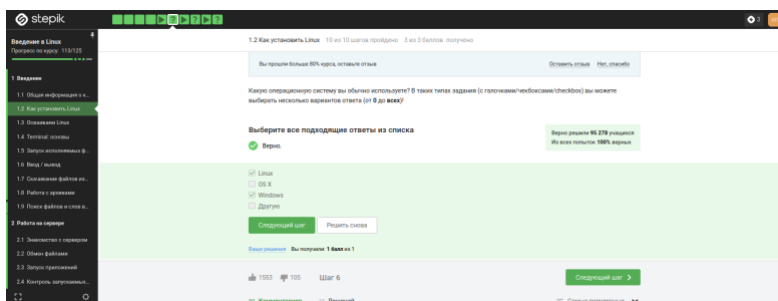 stepik
3
Введение в Linux
Прогресс по курсу: 113/125
1.2 Как установить Linux 10 из 10 шагов пройдено 3 из 3 баллов получено
Вы прошли больше 80% курса, оставьте отзыв
Оставить отзыв Нет, спасибо
1 Введение
1.1 Общая информация о к...
1.2 Как установить Linux
1.3 Осваиваем Linux
1.4 Terminal: основы
1.5 Запуск исполняемых ф...
1.6 Ввод / вывод
1.7 Скачивание файлов из...
1.8 Работа с архивами
1.9 Поиск файлов и слов в...
2 Работа на сервере
2.1 Знакомство с сервером
2.2 Обмен файлами
2.3 Запуск приложений
2.4 Контроль запускаемых...
Какую операционную систему вы обычно используете? В таких типах задания (с галочками/чекбоксами/checkbox) вы можете
выбирать несколько вариантов ответа (от 0 до всех)!
Выберите все подходящие ответы из списка
Верно.
Верно решили 95 278 учащихся
Из всех попыток 100% верных
Linux
OS X
Windows
Другую
Следующий шаг Решить снова
Ваши решения Вы получили: 1 балл из 1
1553 105 Шаг 6
Следующий шаг